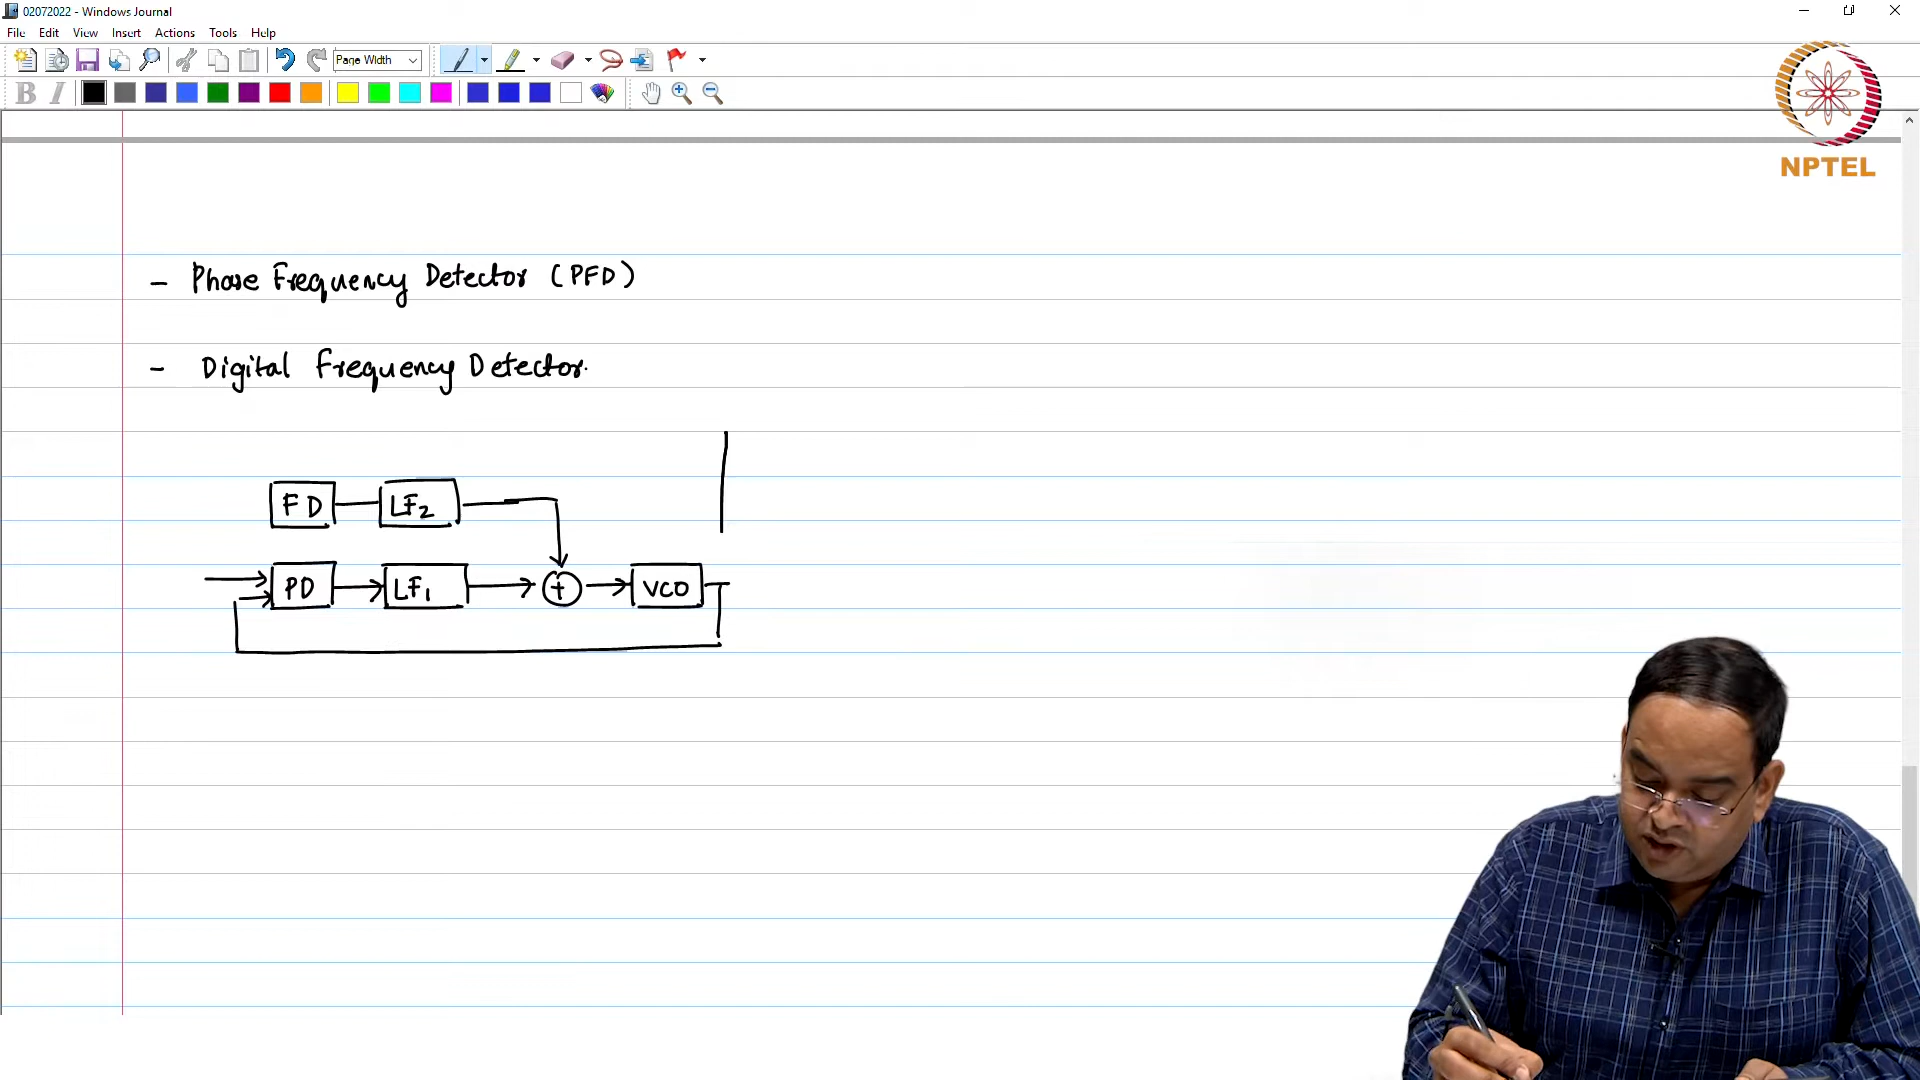 02072022 - Windows Journal
File Edit View Insert Actions Tools Help
Page Width
B I
NPTEL
- Phase Frequency Detector (PFD)
- Digital Frequency Detector.
FD LF2
PD LF1 + VCO